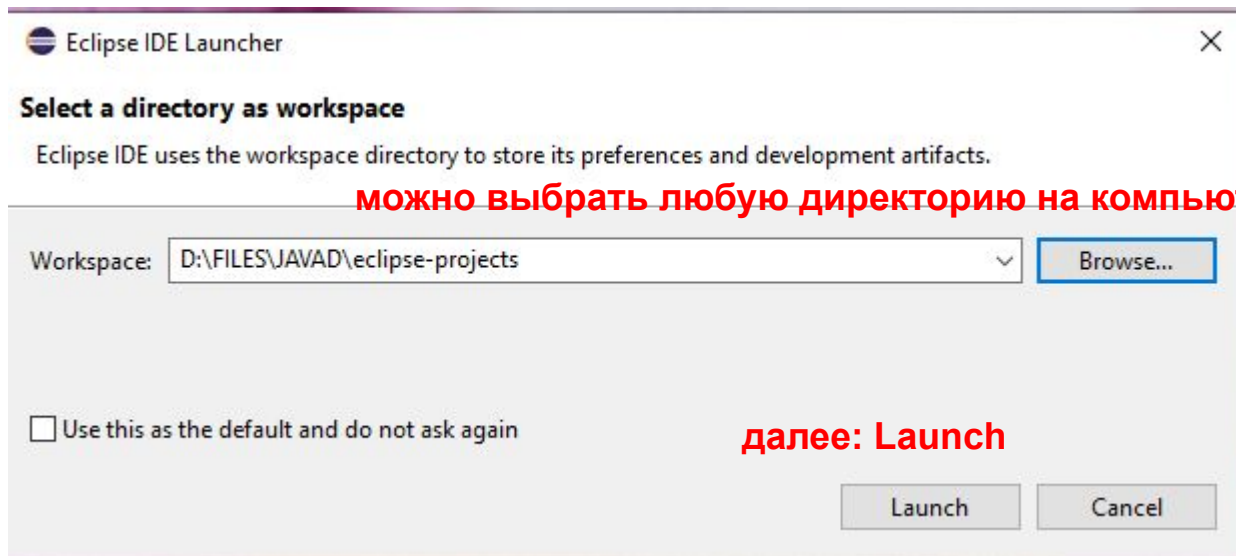 Eclipse IDE Launcher
Select a directory as workspace
Eclipse IDE uses the workspace directory to store its preferences and development artifacts.
можно выбрать любую директорию на
Workspace: D:\FILES\JAVAD\eclipse-projects Browse...
Use this as the default and do not ask again
далее: Launch
Launch Cancel